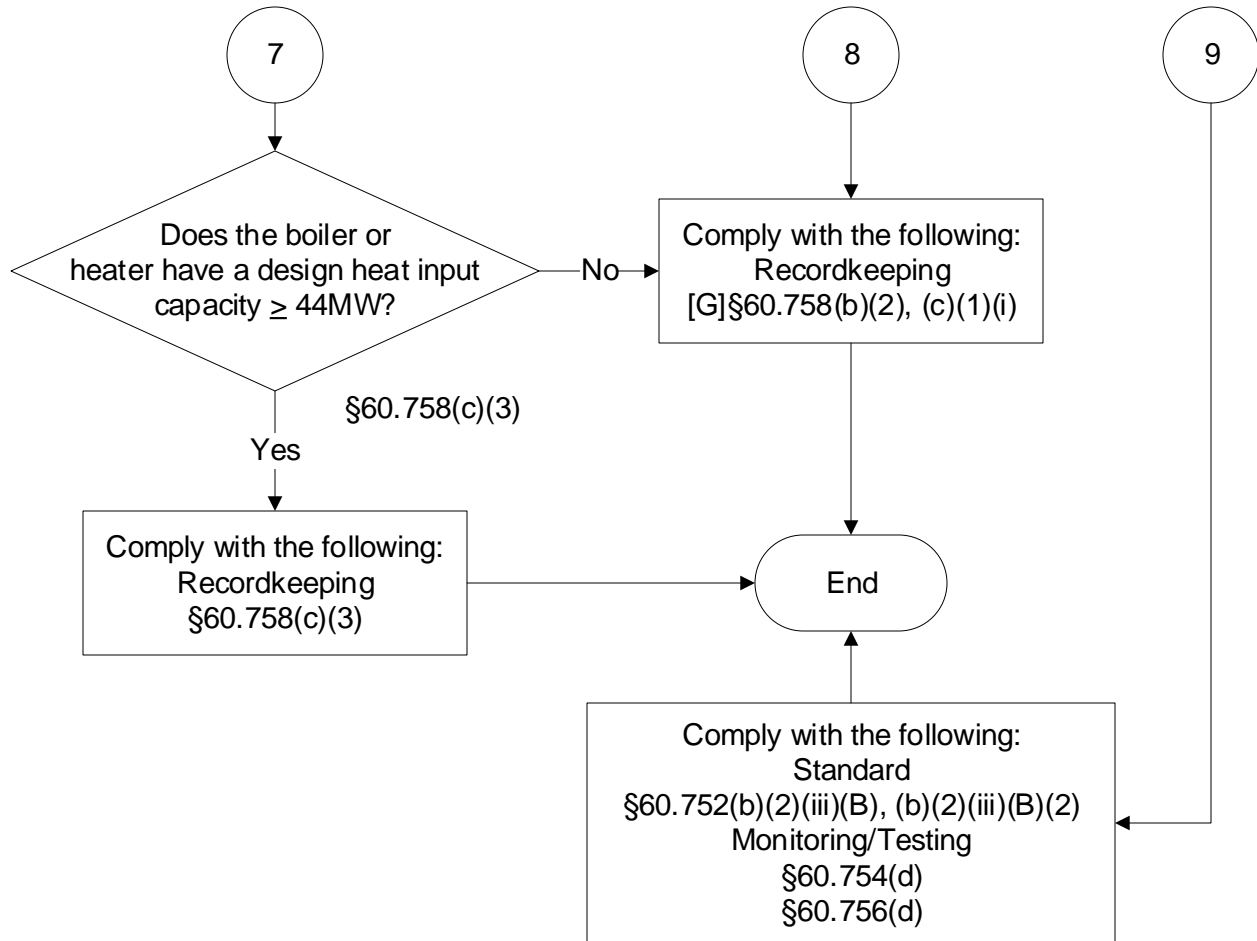 7
8
9
Does the boiler or
heater have a design heat input
capacity ≥ 44MW?
No
Comply with the following:
Recordkeeping
[G]§60.758(b)(2), (c)(1)(i)
§60.758(c)(3)
Yes
Comply with the following:
Recordkeeping
§60.758(c)(3)
End
Comply with the following:
Standard
§60.752(b)(2)(iii)(B), (b)(2)(iii)(B)(2)
Monitoring/Testing
§60.754(d)
§60.756(d)